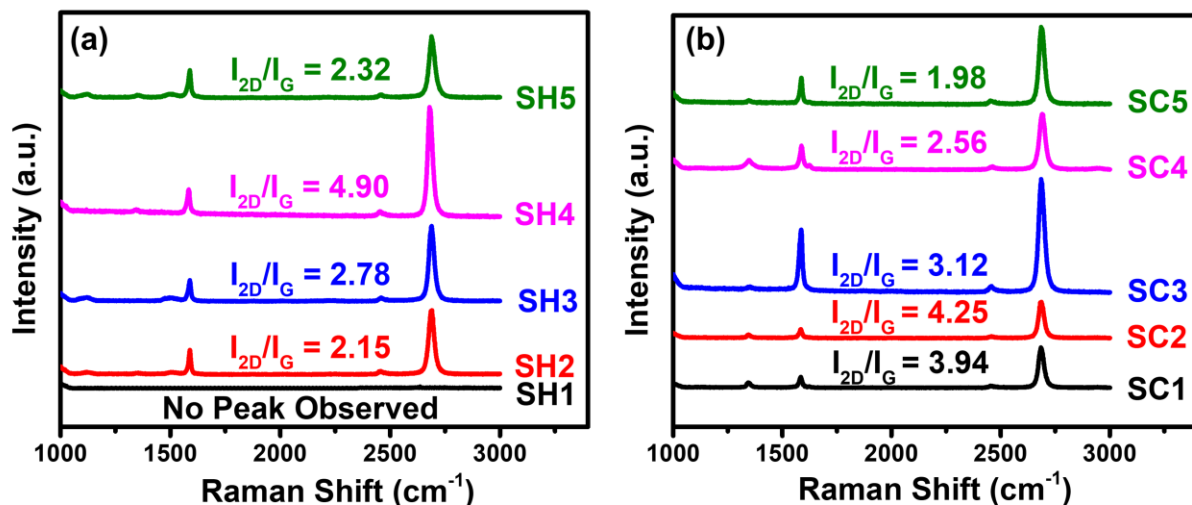 (a)
I2D/IG = 2.32
SH5
I2D/IG = 4.90
SH4
I2D/IG = 2.78
SH3
I2D/IG = 2.15
SH2
SH1
No Peak Observed
Intensity (a.u.)
1000 1500 2000 2500 3000
Raman Shift (cm-1)
(b)
I2D/IG = 1.98
SC5
I2D/IG = 2.56
SC4
I2D/IG = 3.12
SC3
I2D/IG = 4.25
SC2
I2D/IG = 3.94
SC1
Intensity (a.u.)
1000 1500 2000 2500 3000
Raman Shift (cm-1)